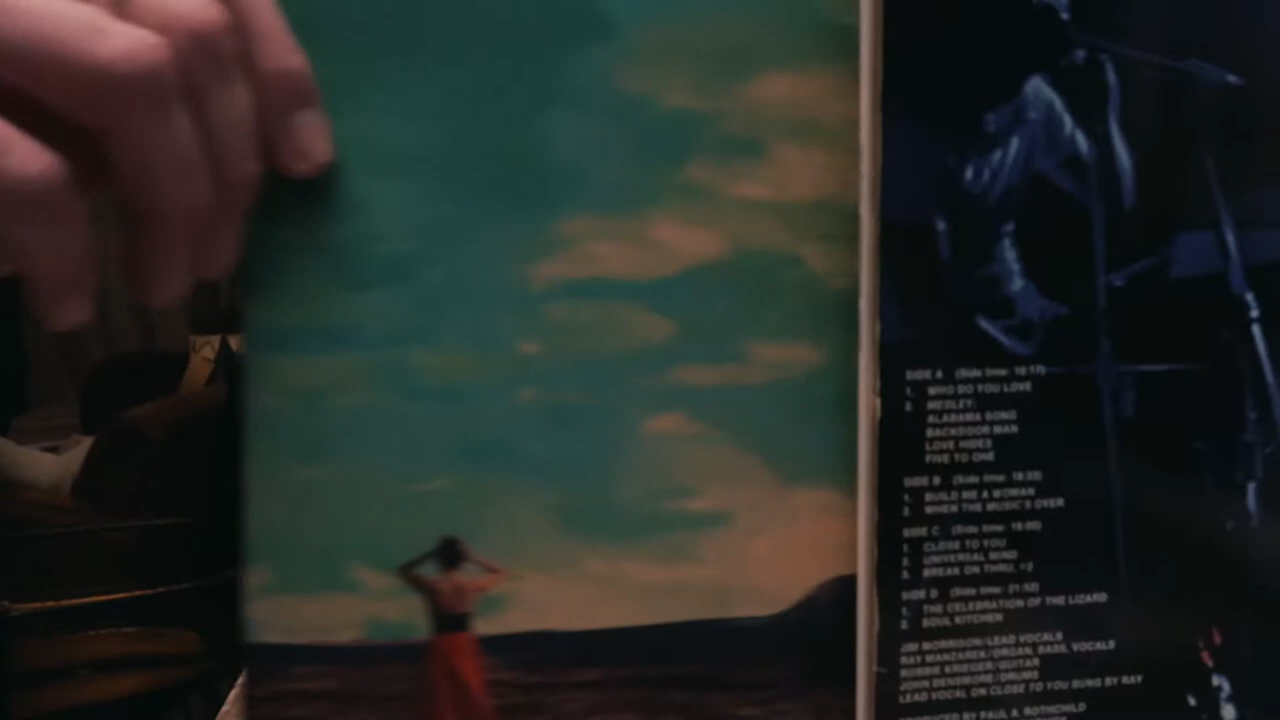 SIDE A (Side time: 19:17)
1. WHO DO YOU LOVE
2. MEDLEY:
ALABAMA SONG
BACKDOOR MAN
LOVE HIDES
FIVE TO ONE
SIDE B (Side time: 18:33)
1. BUILD ME A WOMAN
2. WHEN THE MUSIC'S OVER
SIDE C (Side time: 16:00)
1. CLOSE TO YOU
2. UNIVERSAL MIND
3. BREAK ON THRU, #2
SIDE D (Side time: 21:52)
1. THE CELEBRATION OF THE LIZARD
2. SOUL KITCHEN
JIM MORRISON/LEAD VOCALS
RAY MANZAREK/ORGAN, BASS, VOCALS
ROBBIE KRIEGER/GUITAR
JOHN DENSMORE/DRUMS
LEAD VOCAL ON CLOSE TO YOU SUNG BY RAY
PRODUCED BY PAUL A. ROTHCHILD